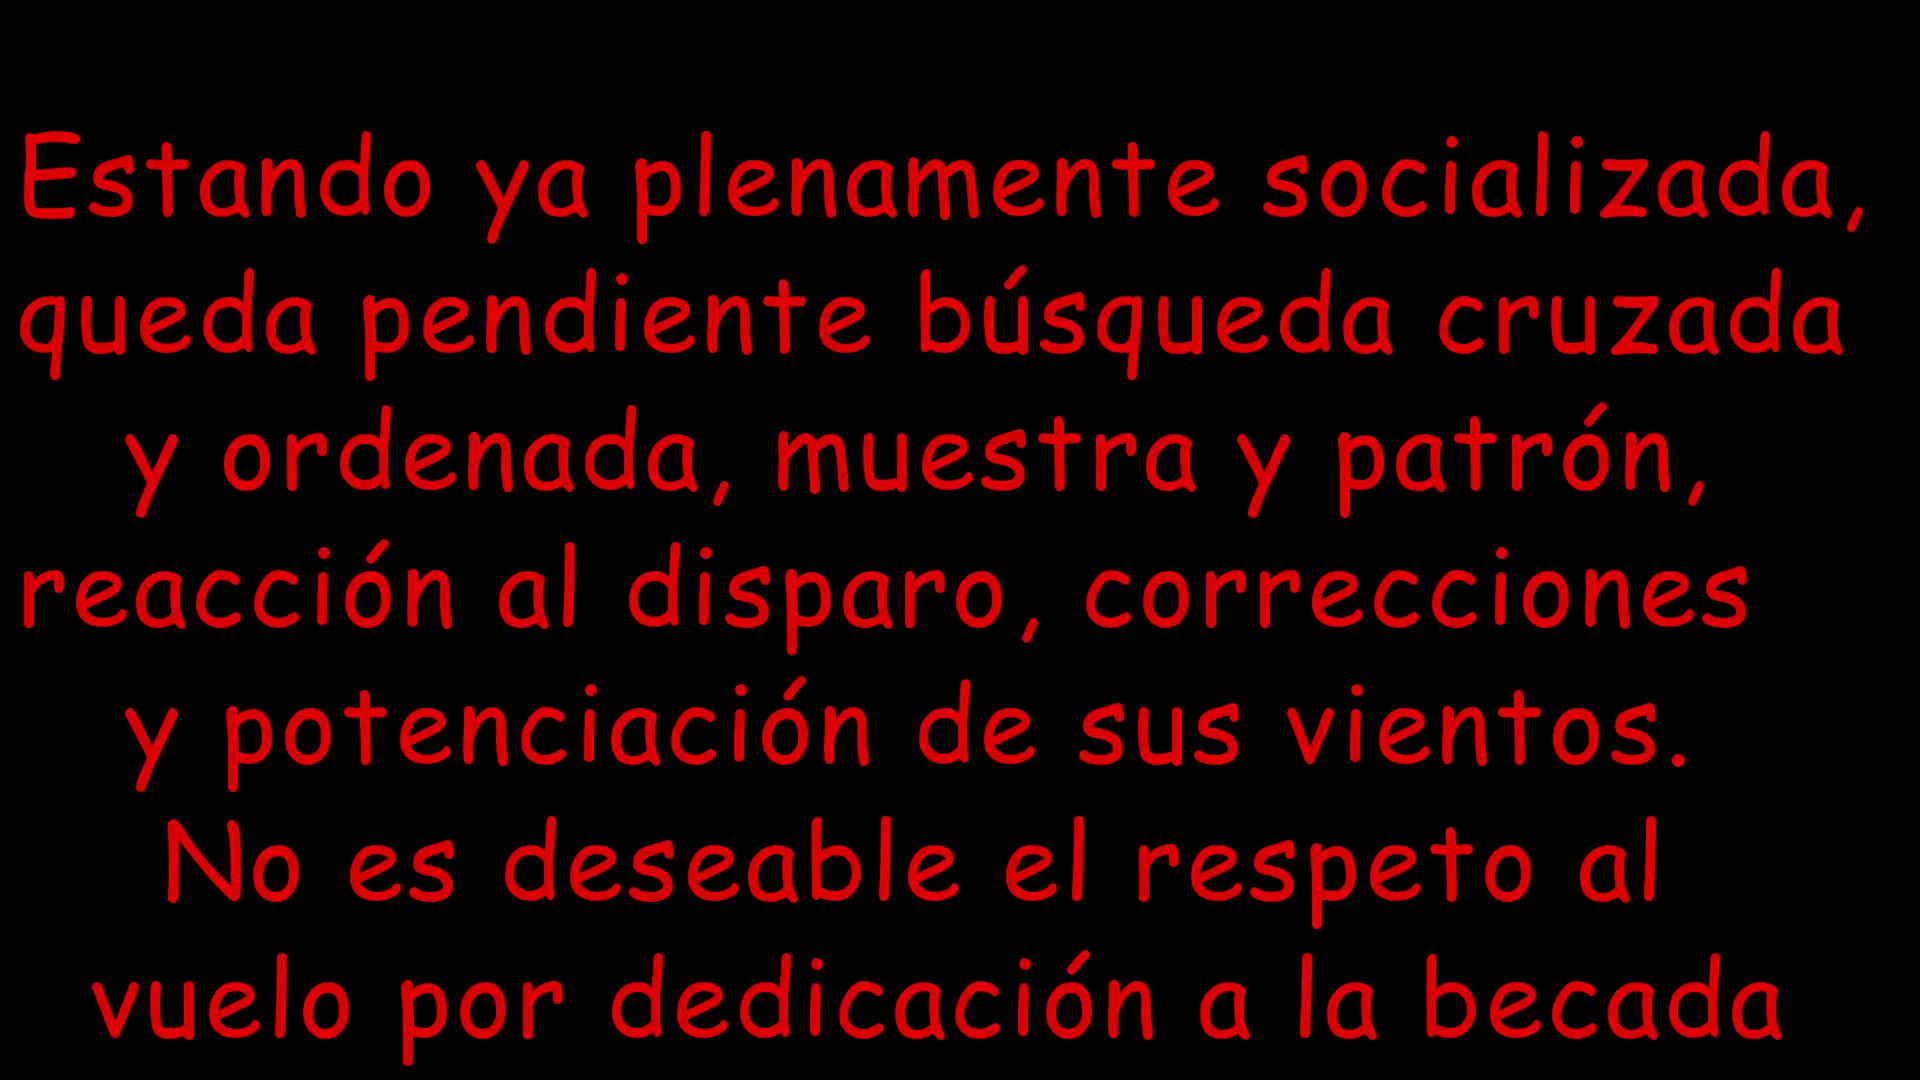 Estando ya plenamente socializada,
queda pendiente búsqueda cruzada
y ordenada, muestra y patrón,
reacción al disparo, correcciones
y potenciación de sus vientos.
No es deseable el respeto al
vuelo por dedicación a la becada